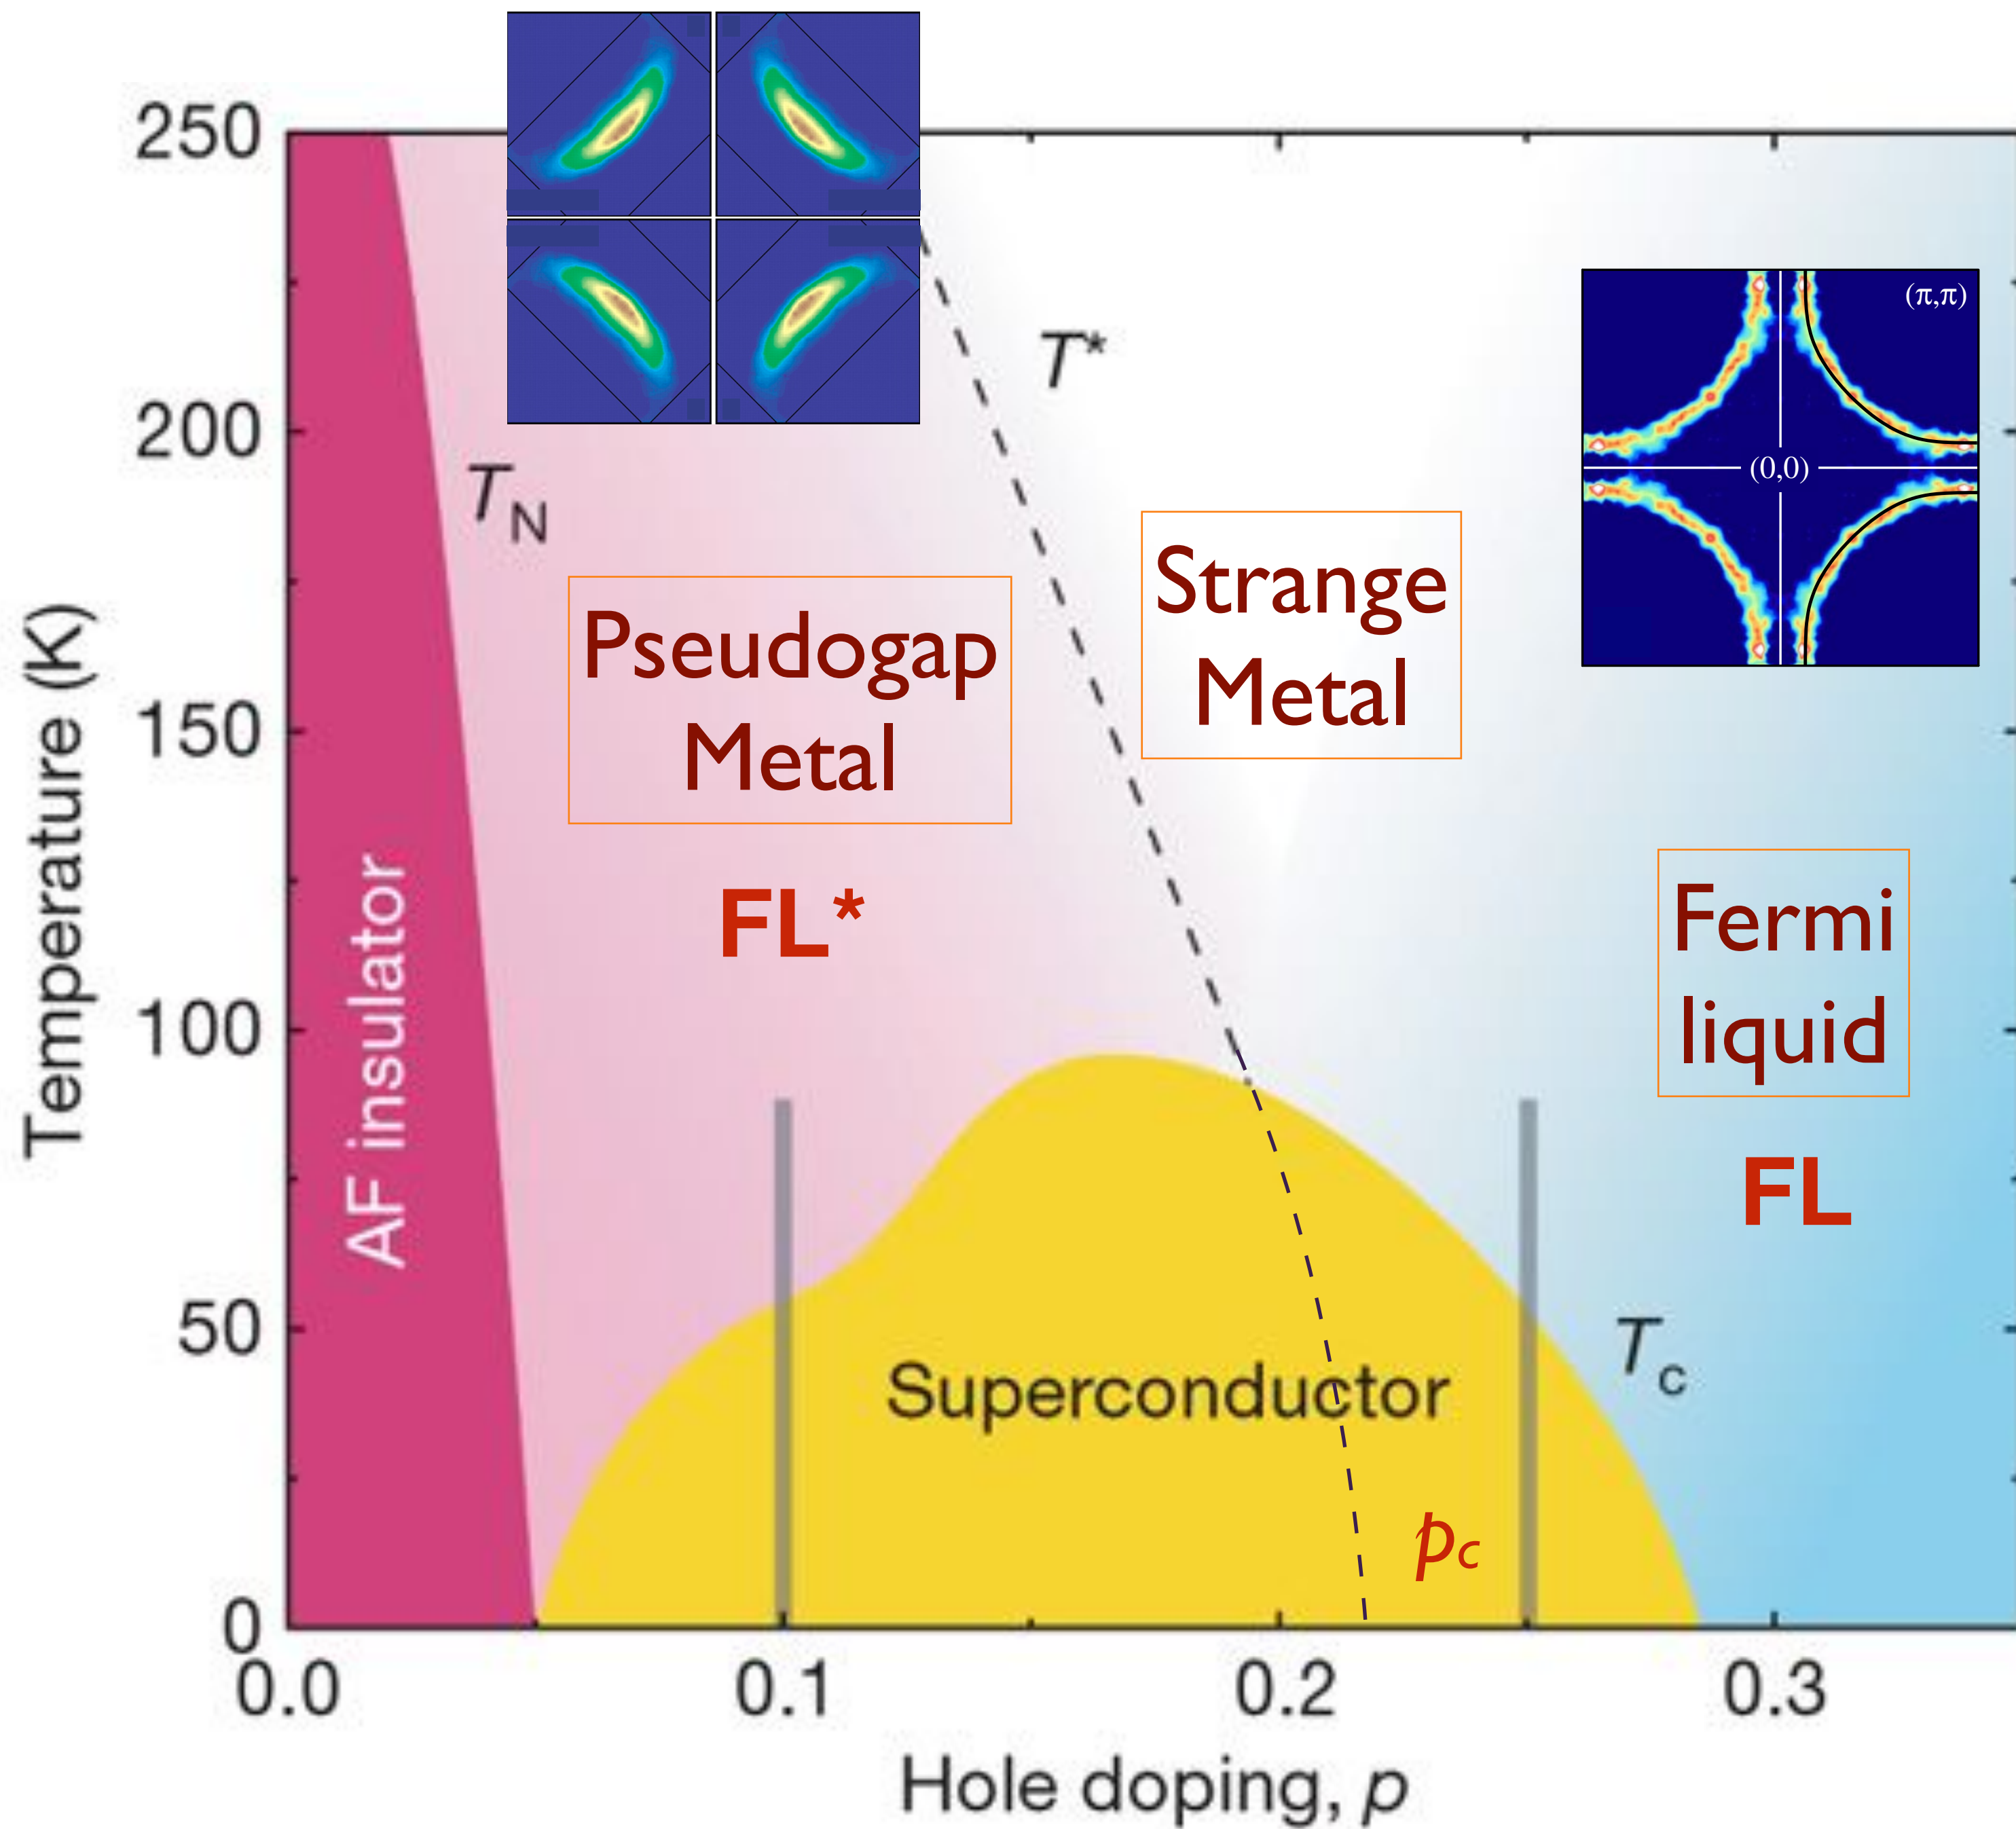 250
200
150
100
50
0
Temperature (K)
0.0
0.1
0.2
0.3
Hole doping, p
AF insulator
T_N
Pseudogap
Metal
FL*
T*
Strange
Metal
(π,π)
(0,0)
Fermi
liquid
FL
T_c
Superconductor
p_c